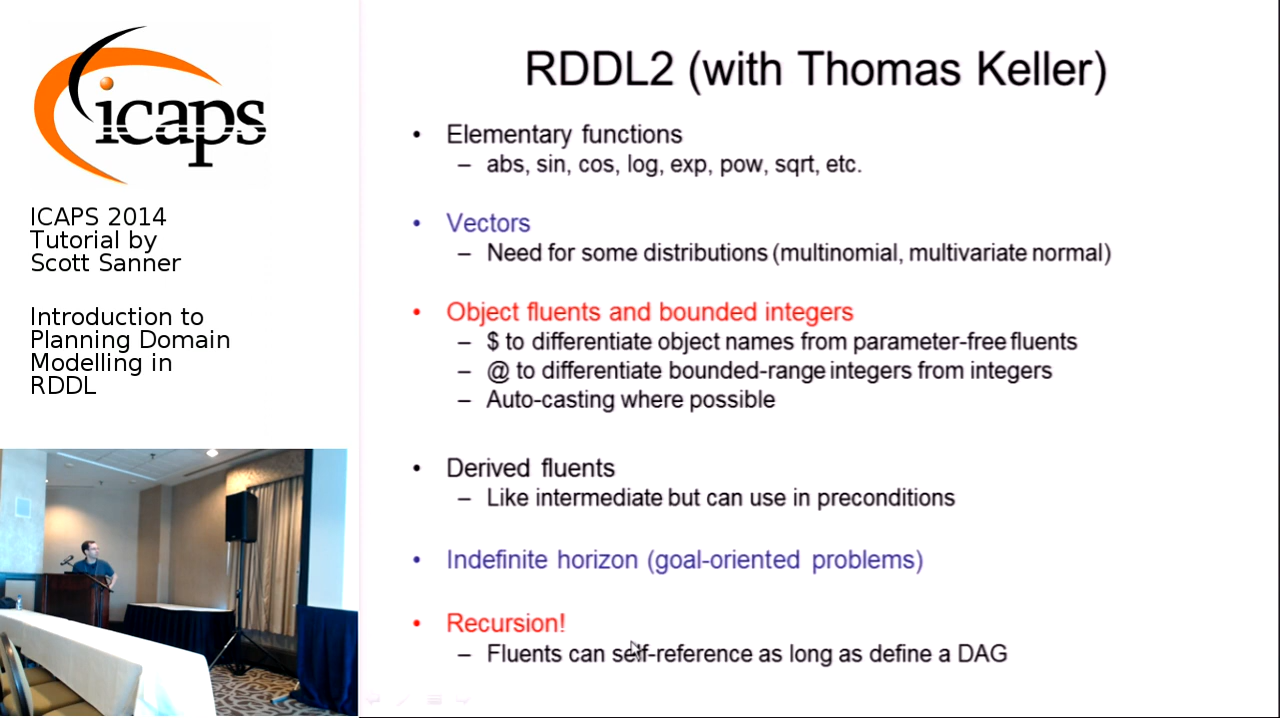 icaps
ICAPS 2014
Tutorial by
Scott Sanner
Introduction to
Planning Domain
Modelling in
RDDL
RDDL2 (with Thomas Keller)
• Elementary functions
– abs, sin, cos, log, exp, pow, sqrt, etc.
• Vectors
– Need for some distributions (multinomial, multivariate normal)
• Object fluents and bounded integers
– $ to differentiate object names from parameter-free fluents
– @ to differentiate bounded-range integers from integers
– Auto-casting where possible
• Derived fluents
– Like intermediate but can use in preconditions
• Indefinite horizon (goal-oriented problems)
• Recursion!
– Fluents can self-reference as long as define a DAG